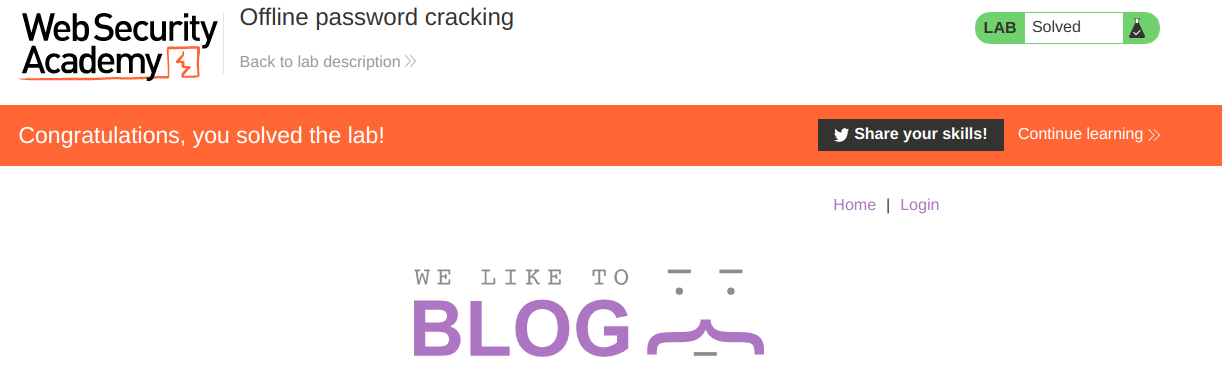 Web Security
Academy
Offline password cracking
Back to lab description
LAB Solved
Congratulations, you solved the lab!
Share your skills! Continue learning
Home | Login
WE LIKE TO
BLOG